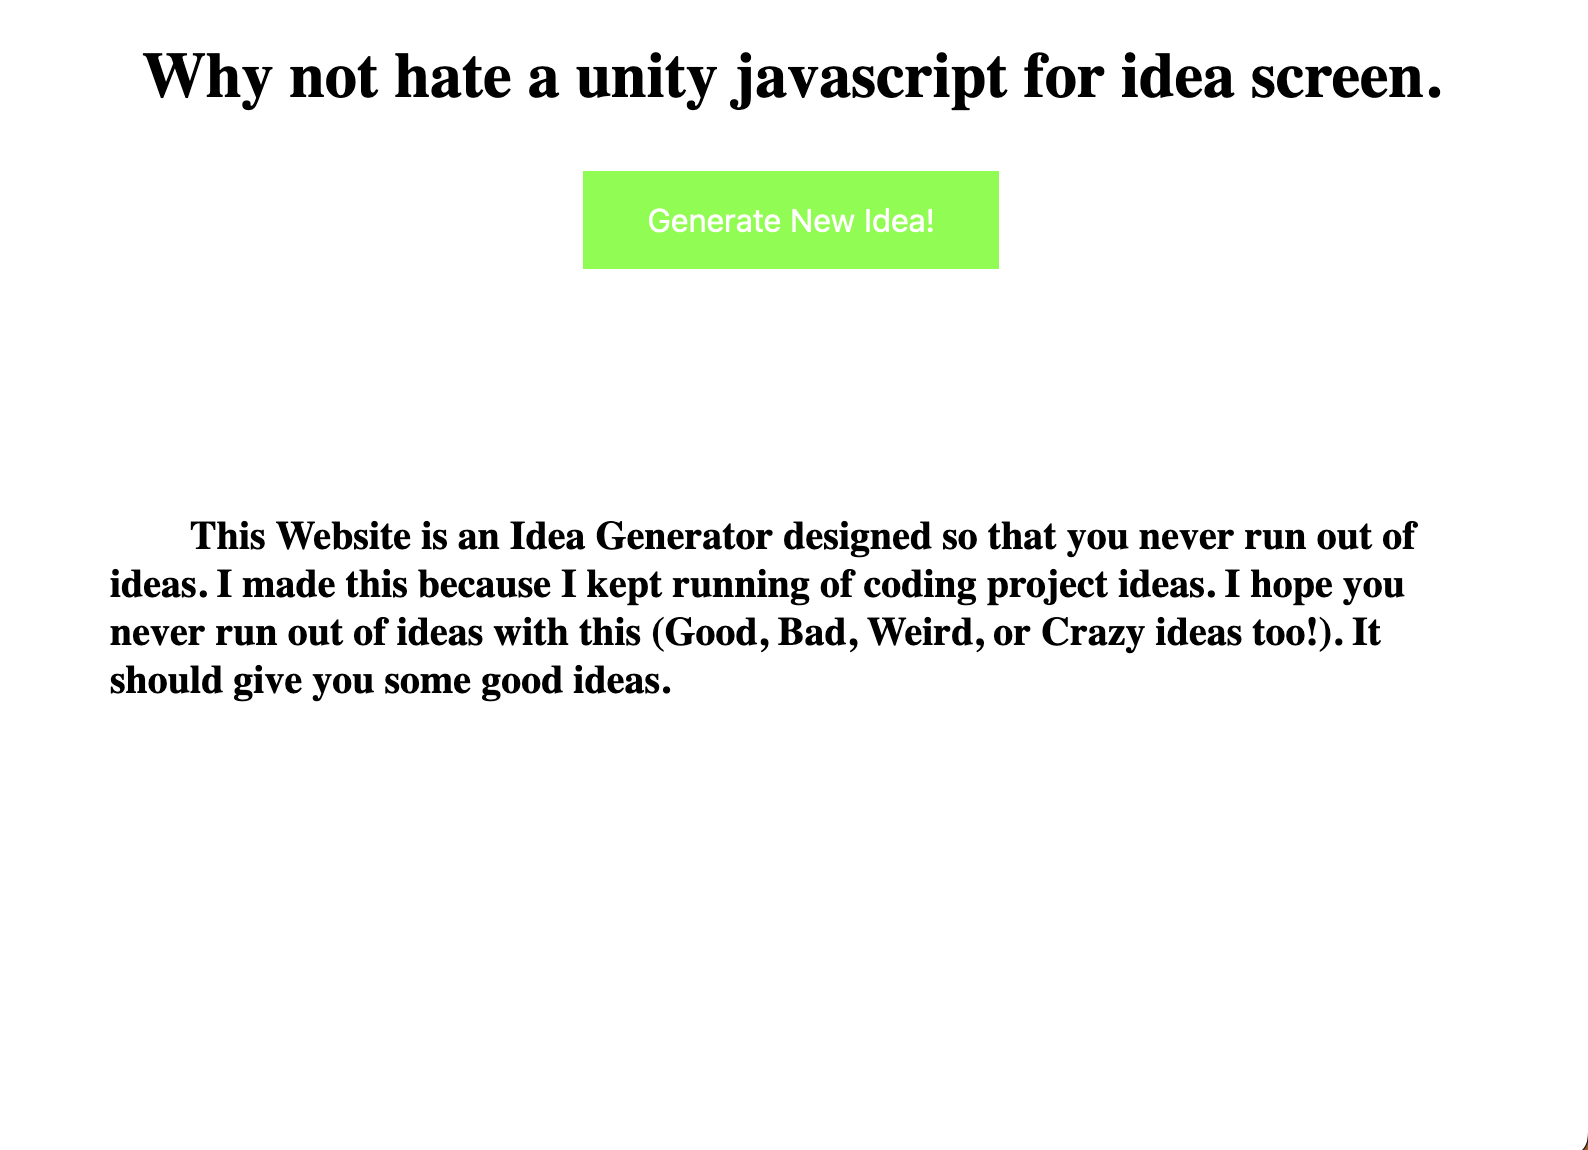 Why not hate a unity javascript for idea screen.
Generate New Idea!
This Website is an Idea Generator designed so that you never run out of
ideas. I made this because I kept running of coding project ideas. I hope you
never run out of ideas with this (Good, Bad, Weird, or Crazy ideas too!). It
should give you some good ideas.